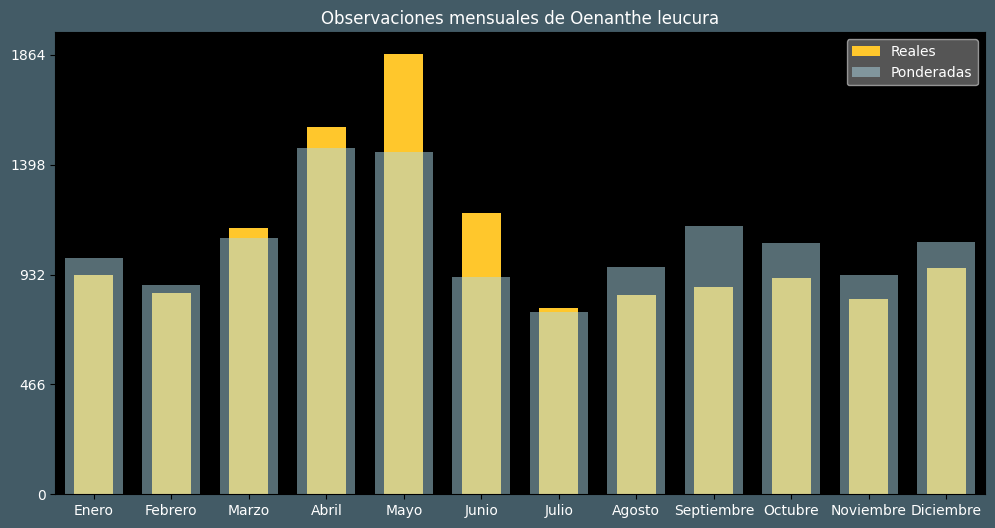 Observaciones mensuales de Oenanthe leucura
Reales
Ponderadas
1864
1398
932
466
0
Enero Febrero Marzo Abril Mayo Junio Julio Agosto Septiembre Octubre Noviembre Diciembre